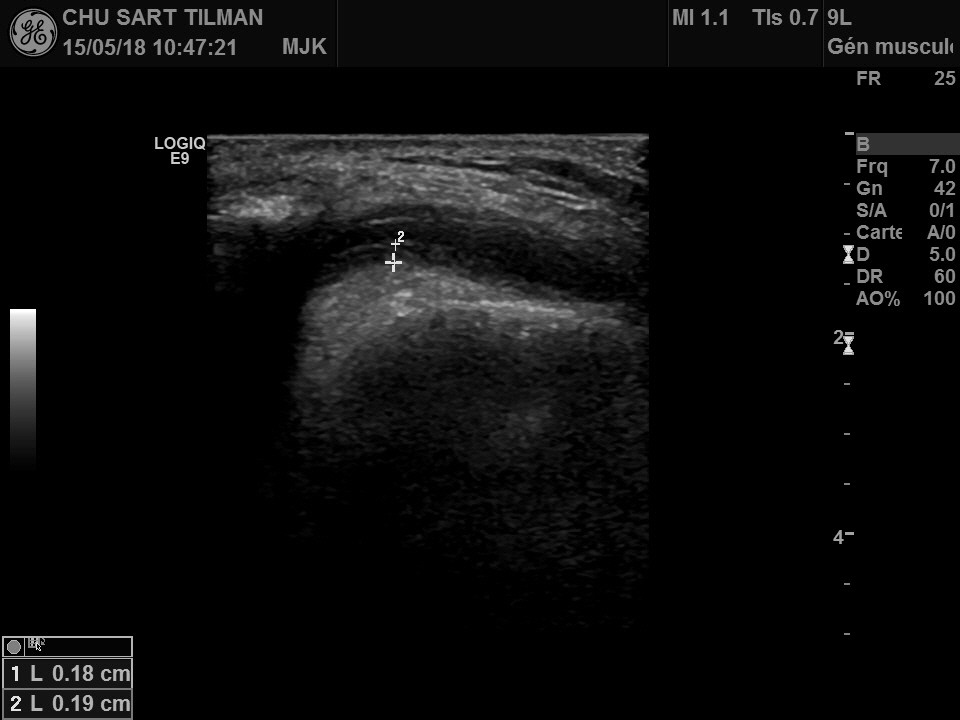 CHU SART TILMAN
15/05/18 10:47:21 MJK
MI 1.1 TIs 0.7
9L
Gén muscul
FR 25
LOGIQ
E9
B
Frq 7.0
Gn 42
S/A 0/1
Carte A/0
D 5.0
DR 60
AO% 100
2
2
4
1 L 0.18 cm
2 L 0.19 cm